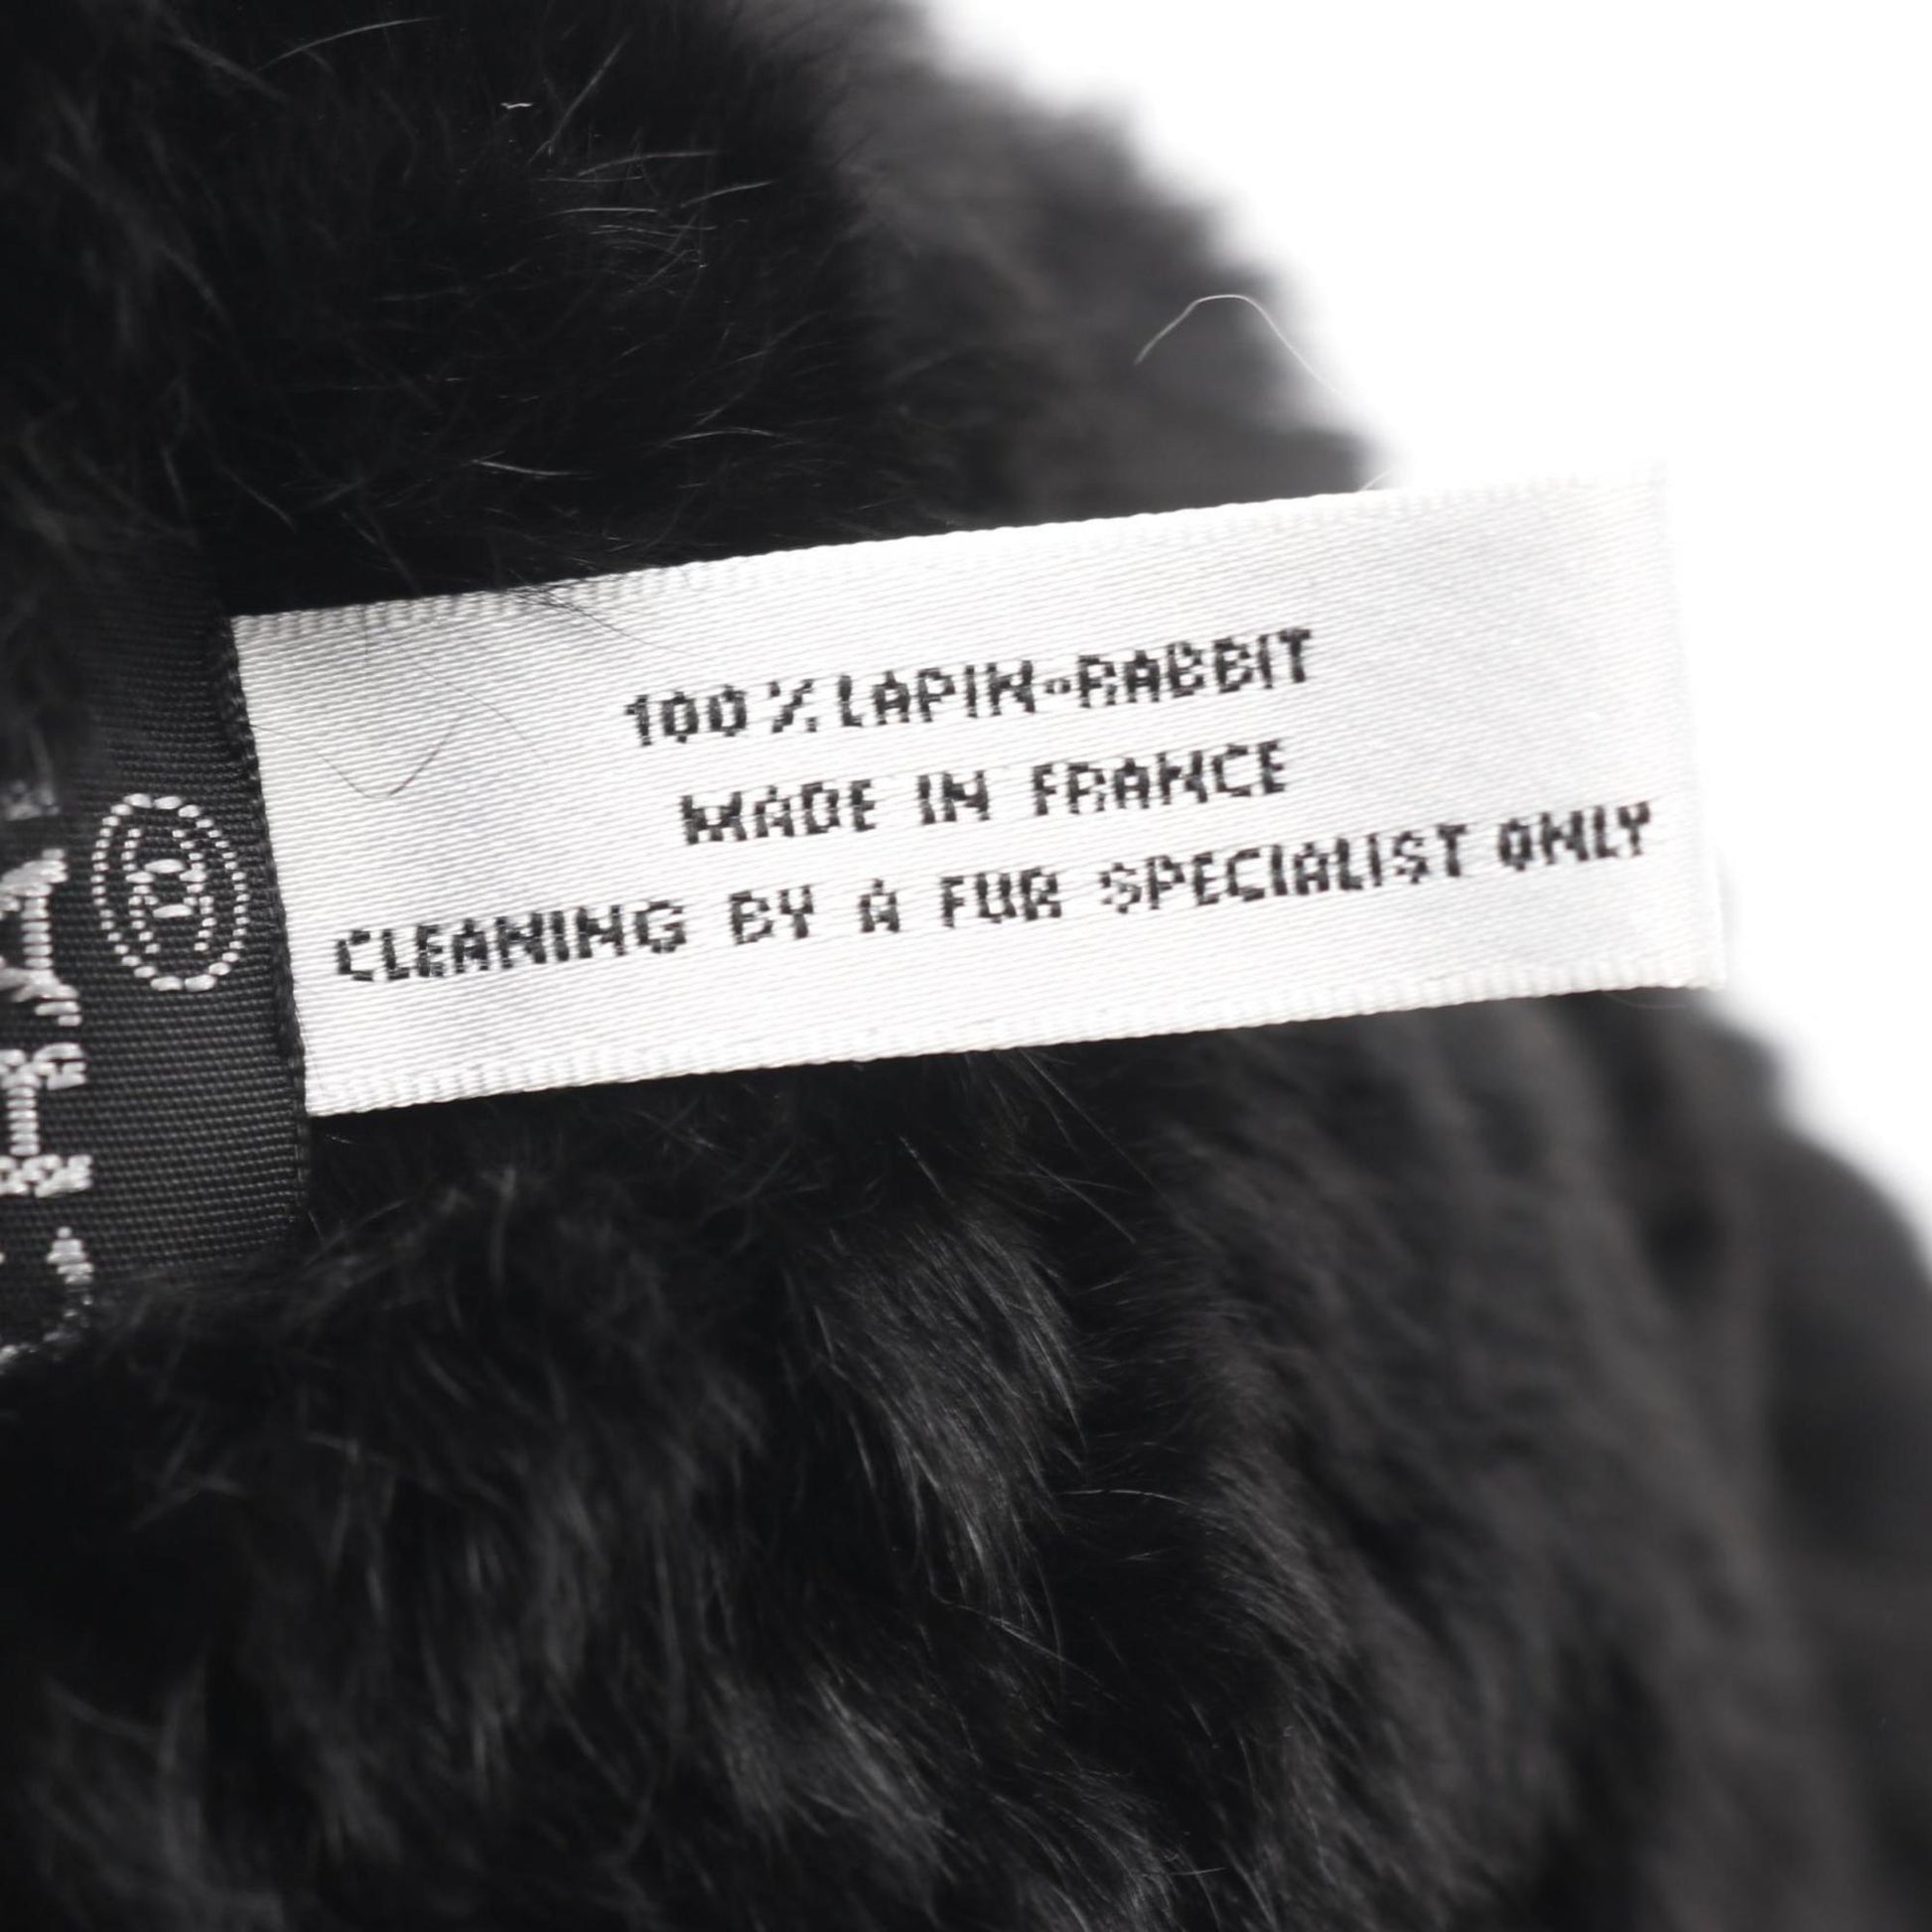 100% LAPIN-RABBIT
MADE IN FRANCE
CLEANING BY A FUR SPECIALIST ONLY
®